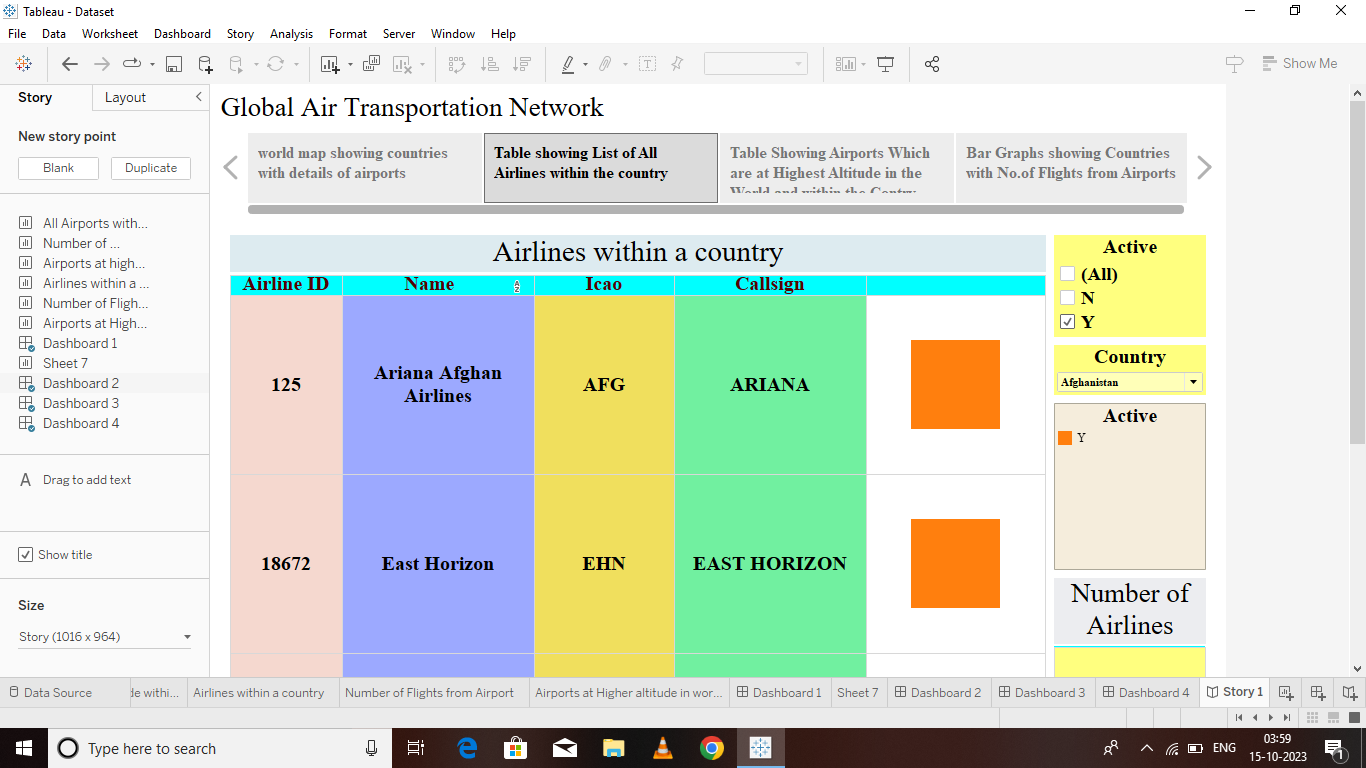 Tableau - Dataset
File Data Worksheet Dashboard Story Analysis Format Server Window Help
Show Me
Story Layout
New story point
Blank Duplicate
All Airports with...
Number of ...
Airports at high...
Airlines within a ...
Number of Fligh...
Airports at High...
Dashboard 1
Sheet 7
Dashboard 2
Dashboard 3
Dashboard 4
A Drag to add text
Show title
Size
Story (1016 x 964)
Global Air Transportation Network
world map showing countries
with details of airports
Table showing List of All
Airlines within the country
Table Showing Airports Which
are at Highest Altitude in the
World and within the Contry
Bar Graphs showing Countries
with No.of Flights from Airports
Airlines within a country
Airline ID Name Icao Callsign
125 Ariana Afghan Airlines AFG ARIANA
18672 East Horizon EHN EAST HORIZON
Active
(All)
N
Y
Country
Afghanistan
Active
Y
Number of
Airlines
Data Source de withi... Airlines within a country Number of Flights from Airport Airports at Higher altitude in wor... Dashboard 1 Sheet 7 Dashboard 2 Dashboard 3 Dashboard 4 Story 1
Type here to search
ENG
03:59
15-10-2023
1